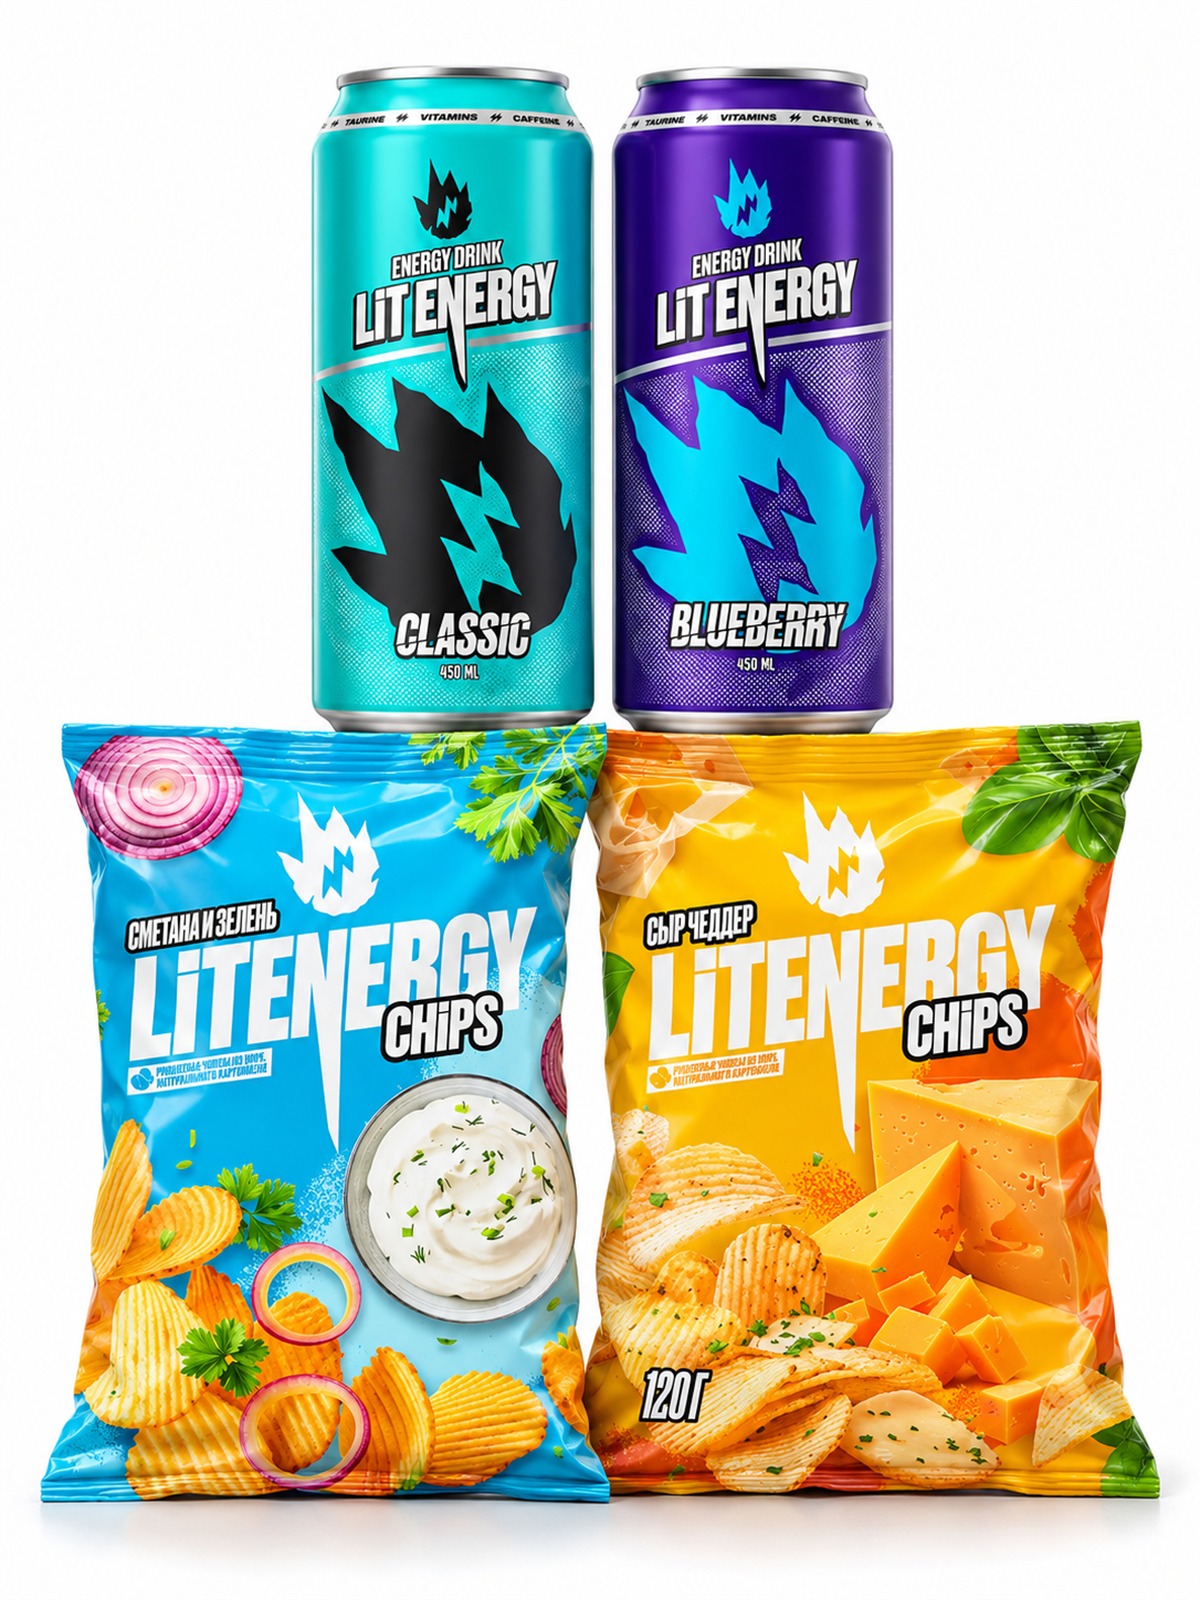 TAURINE VITAMINS CAFFEINE
ENERGY DRINK
LiT ENERGY
CLASSIC
450 ML
TAURINE VITAMINS CAFFEINE
ENERGY DRINK
LiT ENERGY
BLUEBERRY
450 ML
СМЕТАНА И ЗЕЛЕНЬ
LiTENERGY
CHiPS
СЫР ЧЕДДЕР
LiTENERGY
CHiPS
120Г